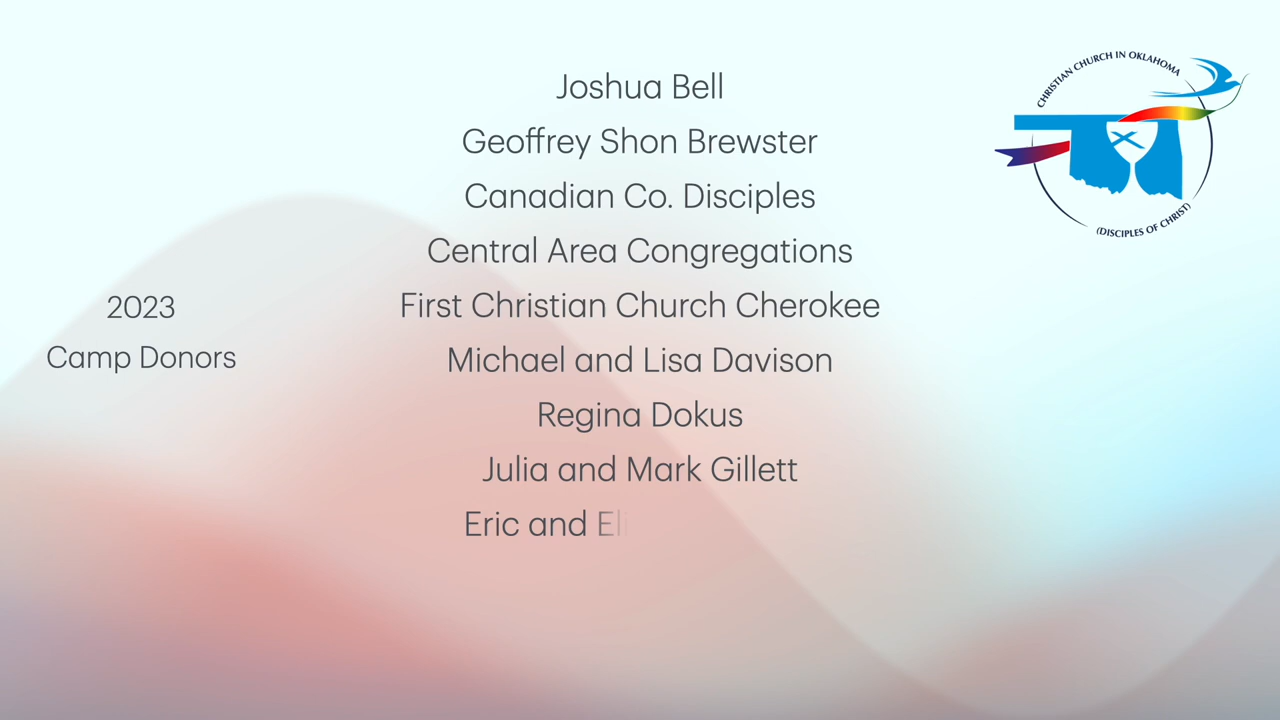 CHRISTIAN CHURCH IN OKLAHOMA
(DISCIPLES OF CHRIST)
2023
Camp Donors
Joshua Bell
Geoffrey Shon Brewster
Canadian Co. Disciples
Central Area Congregations
First Christian Church Cherokee
Michael and Lisa Davison
Regina Dokus
Julia and Mark Gillett
Eric and